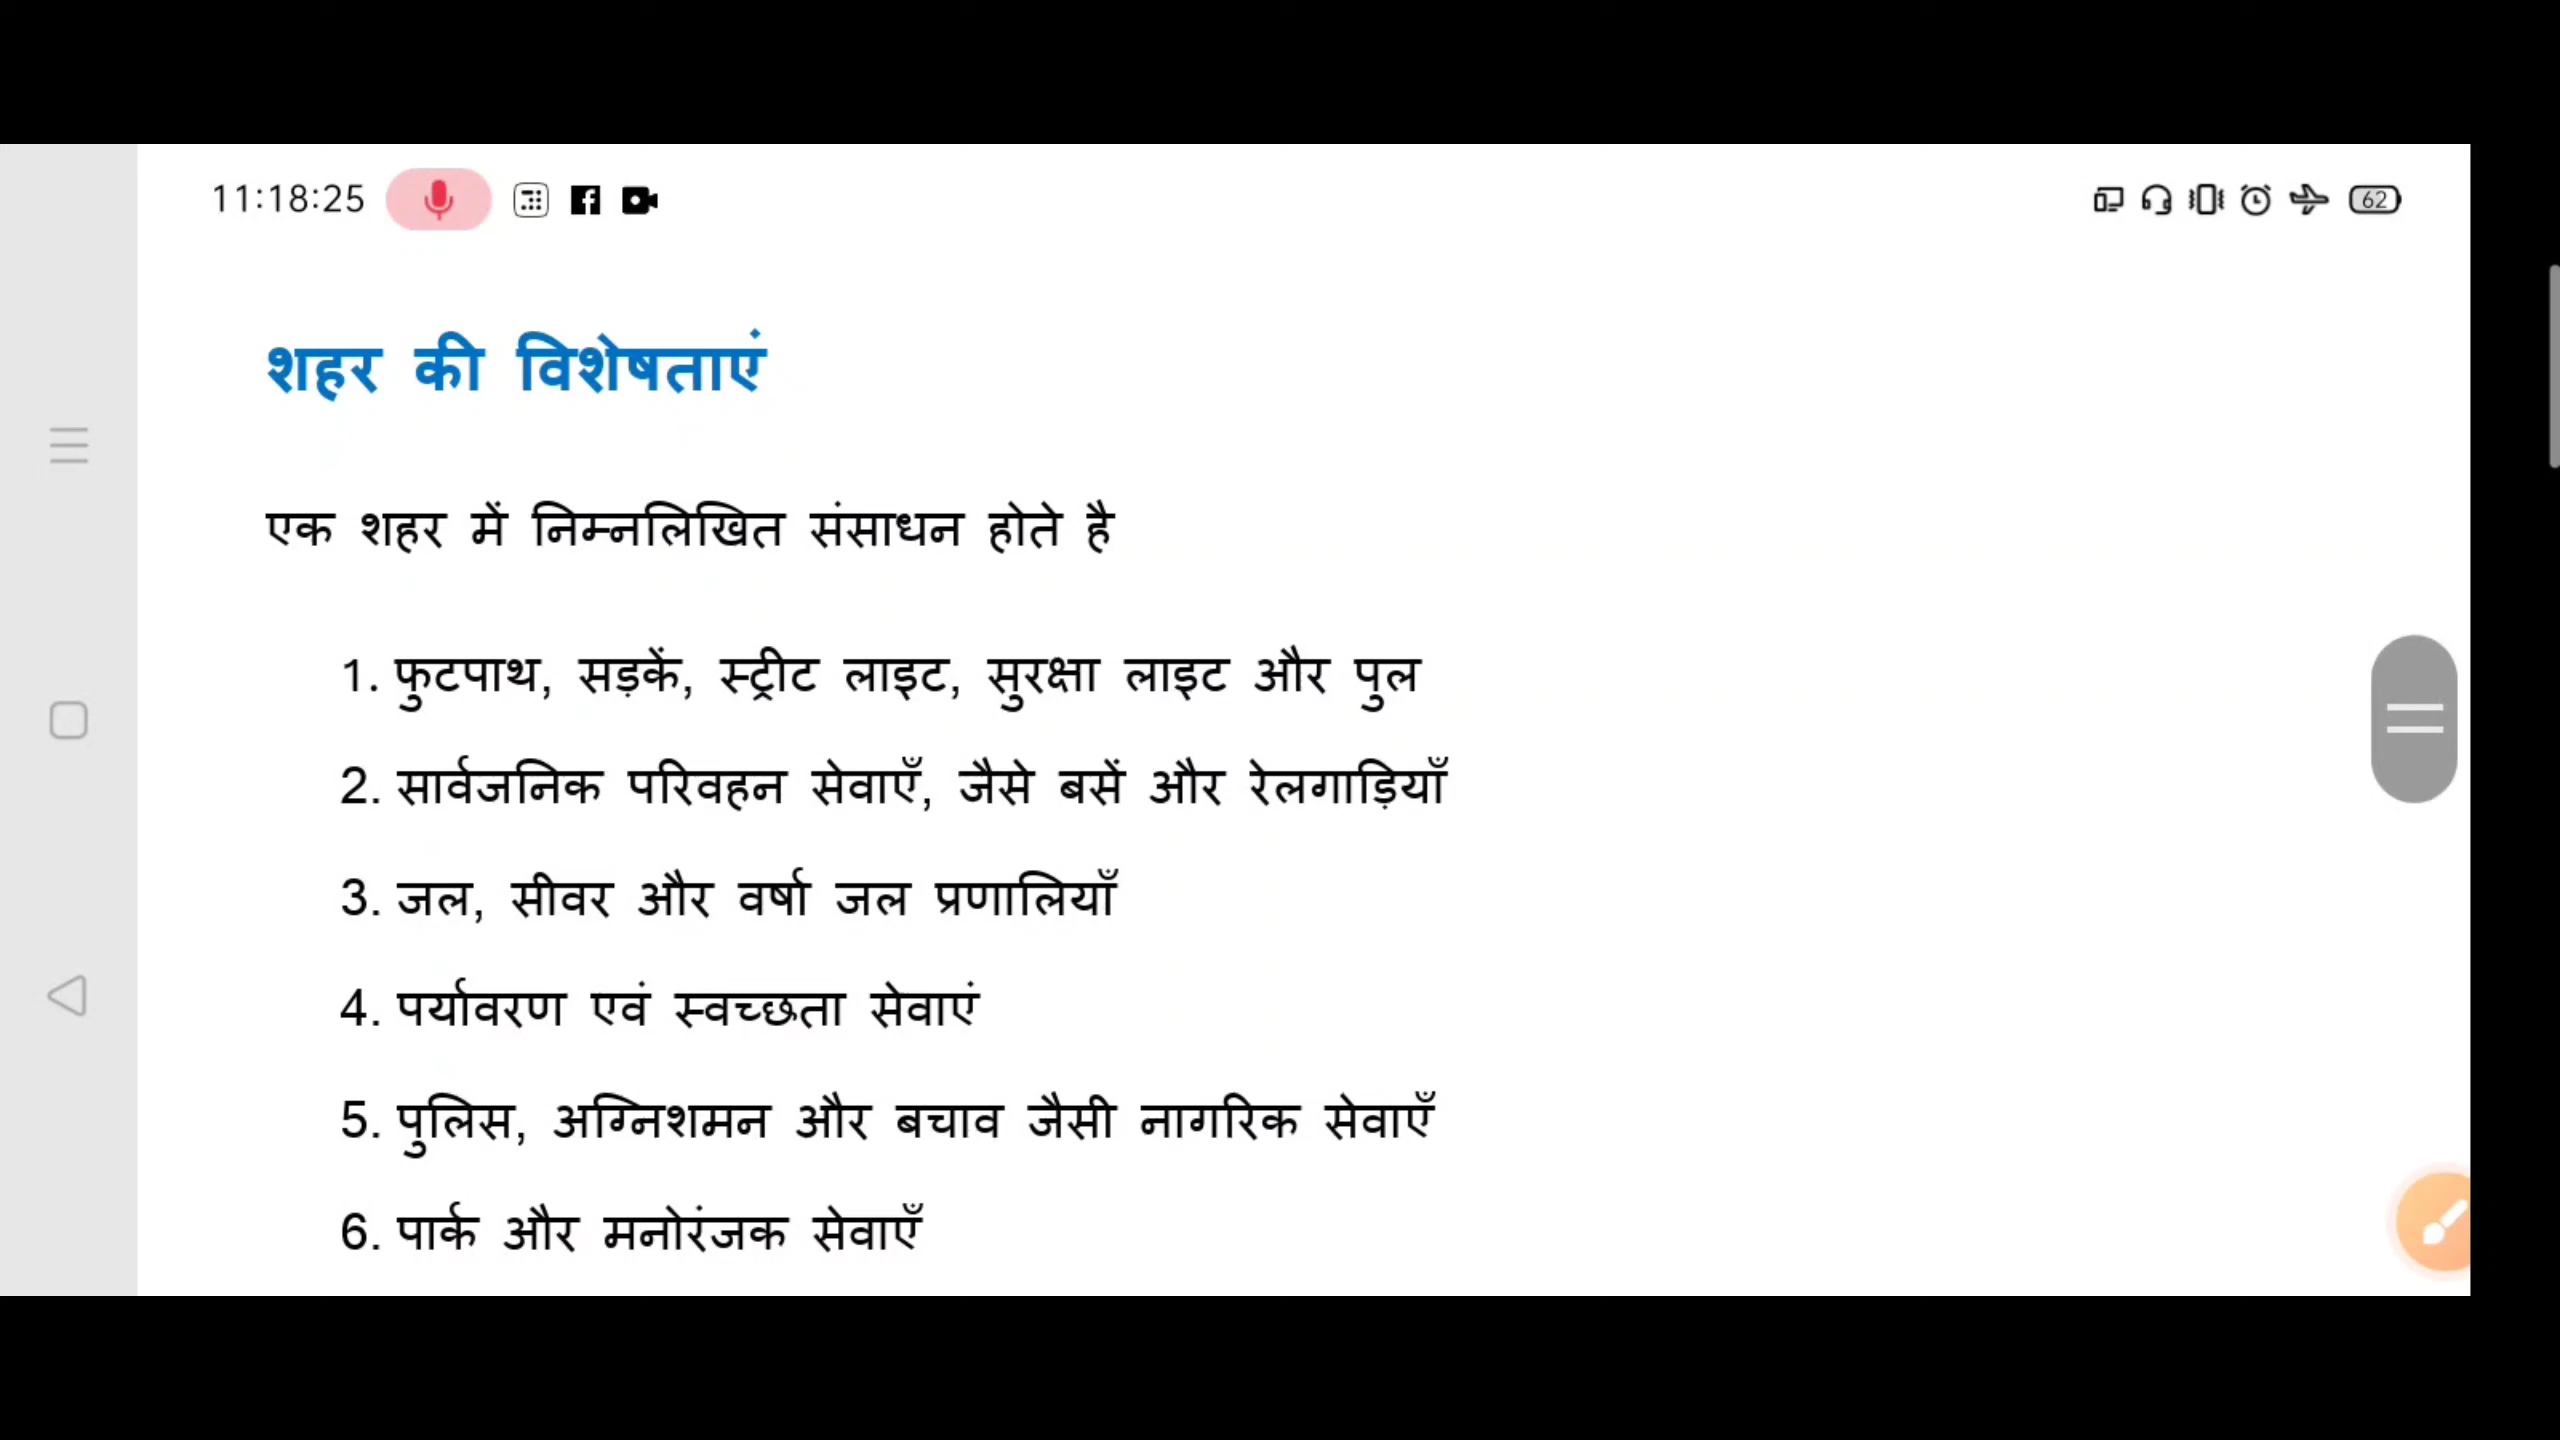 11:18:25 62
शहर की विशेषताएं
एक शहर में निम्नलिखित संसाधन होते है
1. फुटपाथ, सड़कें, स्ट्रीट लाइट, सुरक्षा लाइट और पुल
2. सार्वजनिक परिवहन सेवाएँ, जैसे बसें और रेलगाड़ियाँ
3. जल, सीवर और वर्षा जल प्रणालियाँ
4. पर्यावरण एवं स्वच्छता सेवाएं
5. पुलिस, अग्निशमन और बचाव जैसी नागरिक सेवाएँ
6. पार्क और मनोरंजक सेवाएँ